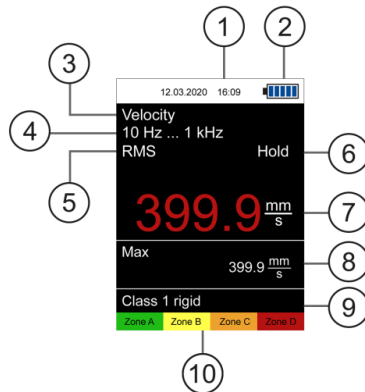 1
2
12.03.2020 16:09
3
Velocity
4
10 Hz ... 1 kHz
5
RMS Hold
6
399.9 mm/s
7
Max
399.9 mm/s
8
Class 1 rigid
9
Zone A Zone B Zone C Zone D
10